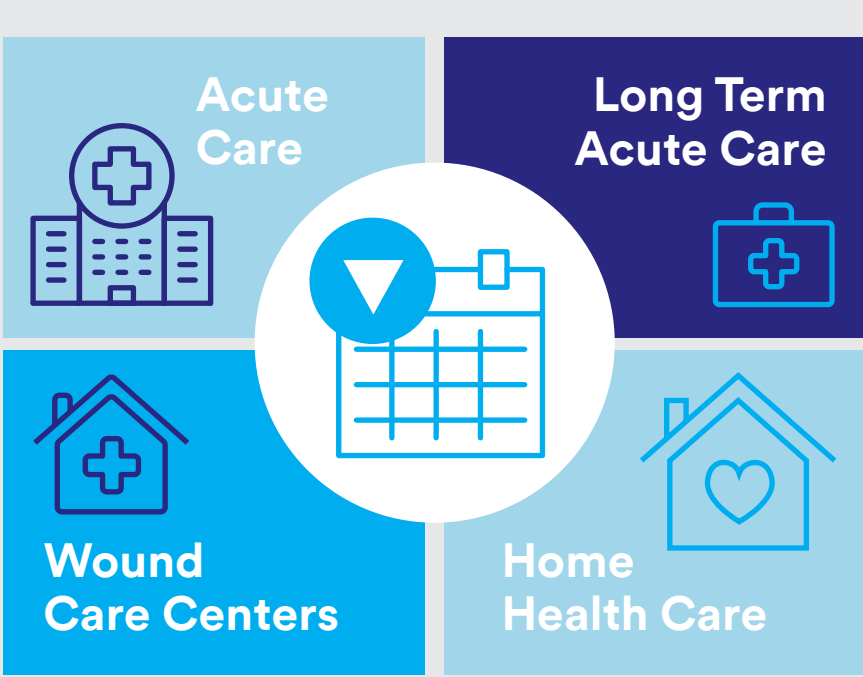 Acute
Care
Long Term
Acute Care
Wound
Care Centers
Home
Health Care